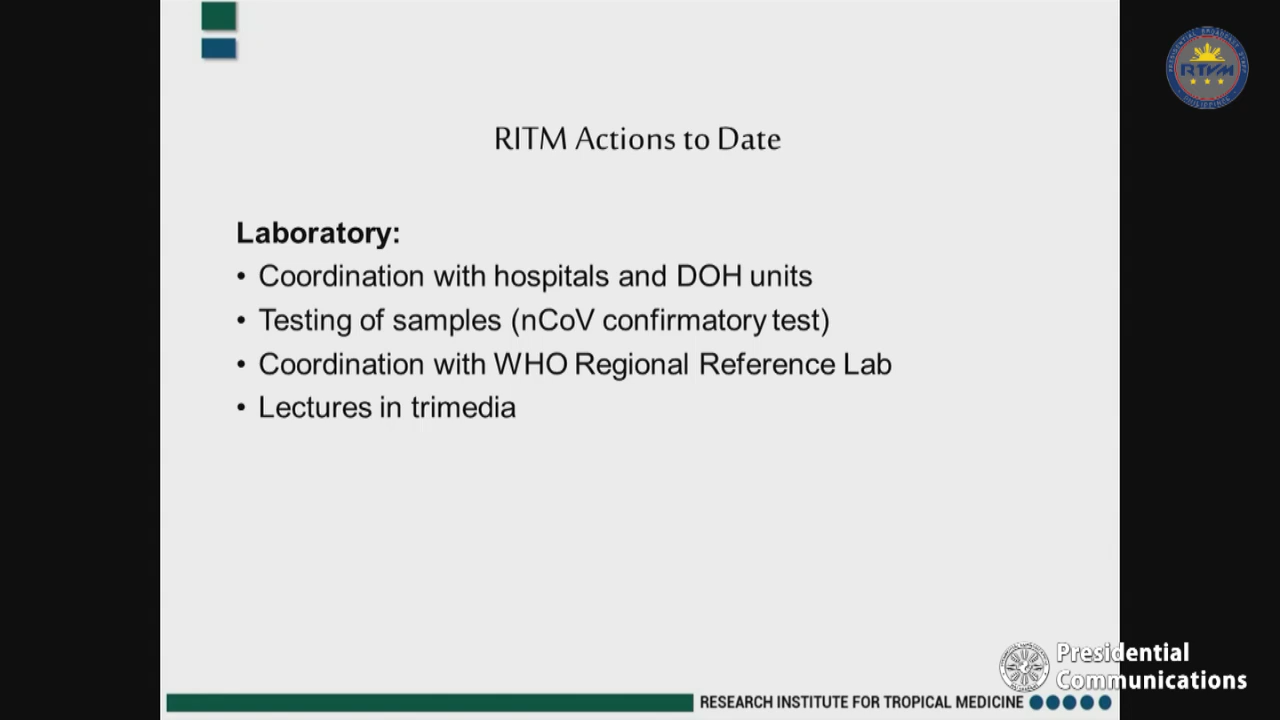 RTVM
RITM Actions to Date
Laboratory:
• Coordination with hospitals and DOH units
• Testing of samples (nCoV confirmatory test)
• Coordination with WHO Regional Reference Lab
• Lectures in trimedia
Presidential
Communications
RESEARCH INSTITUTE FOR TROPICAL MEDICINE